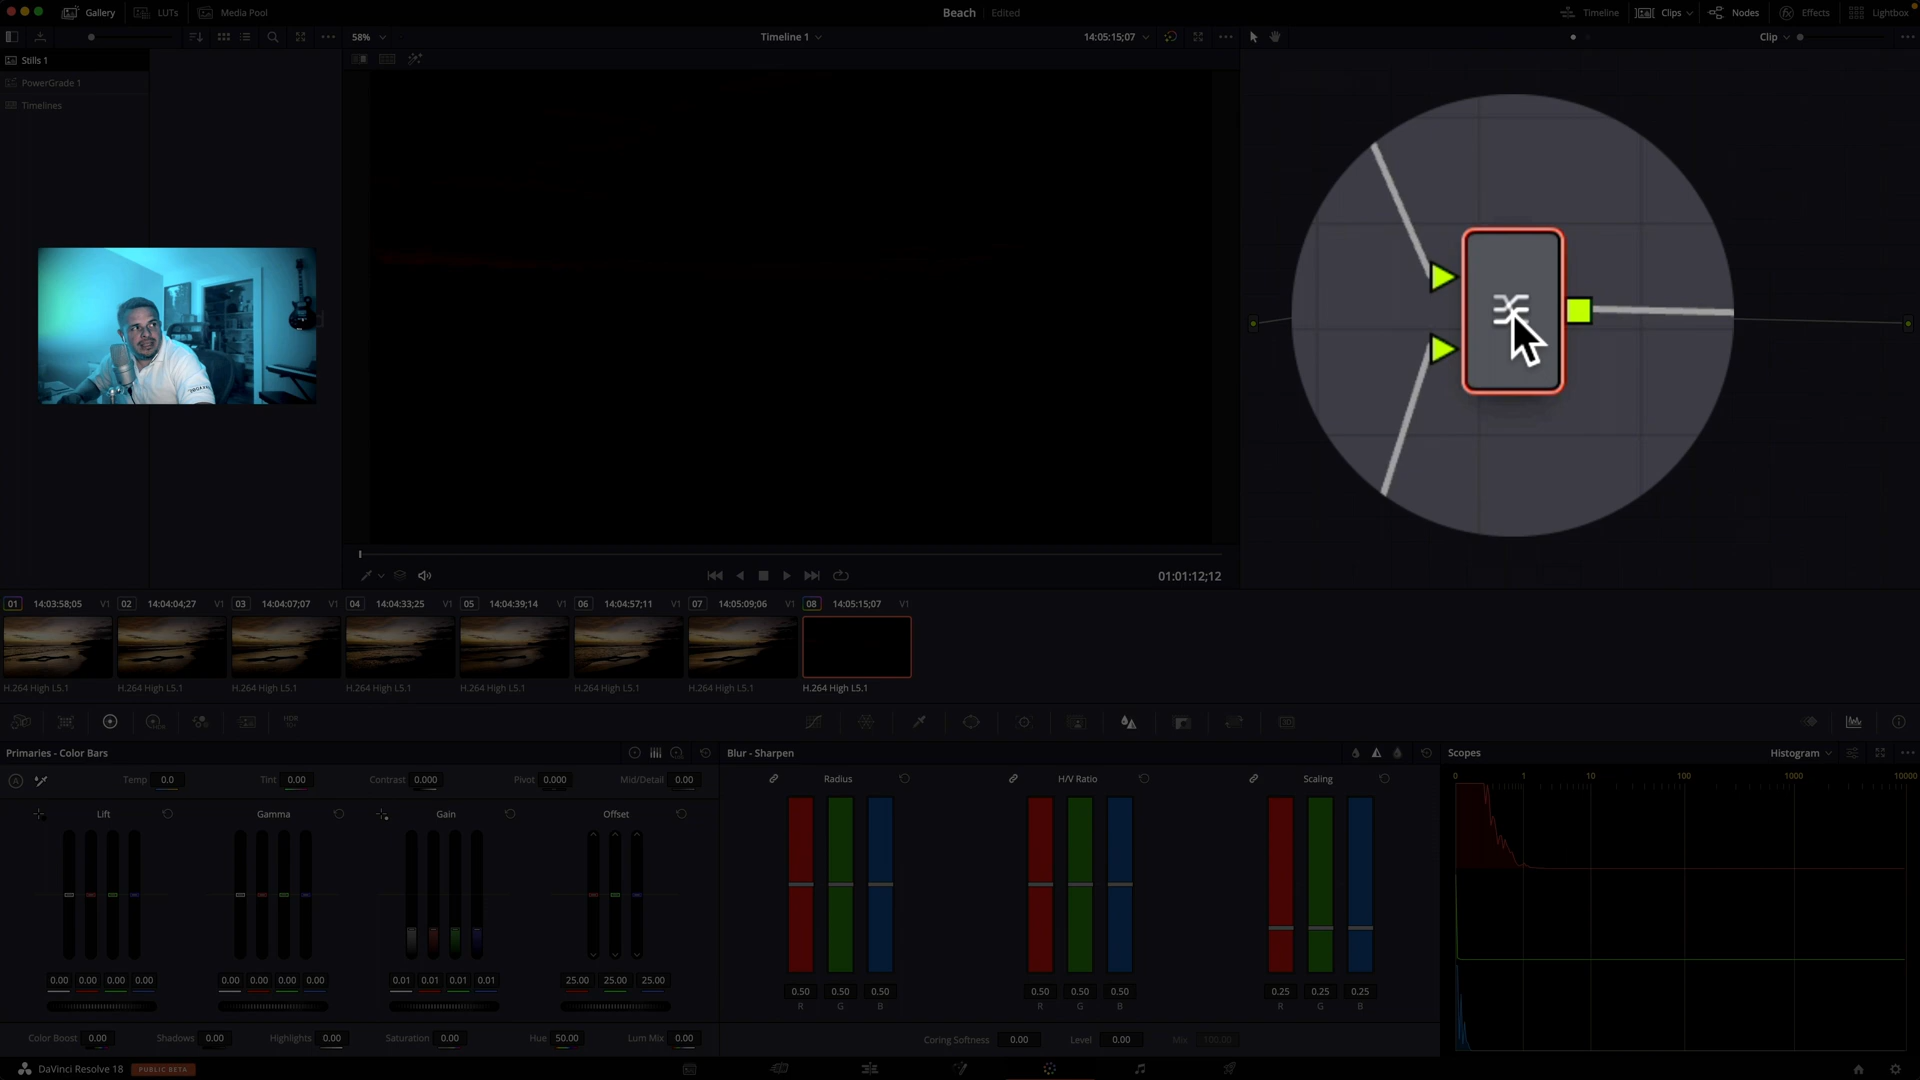 Gallery LUTs Media Pool Beach Edited Timeline Clips Nodes Effects Lightbox
58% Timeline 1 14:05:15;07 Clip
Stills 1
PowerGrade 1
Timelines
01:01:12;12
01 14:03:58;05 V1 02 14:04:04;27 V1 03 14:04:07;07 V1 04 14:04:33;25 V1 05 14:04:39;14 V1 06 14:04:57;11 V1 07 14:05:09;06 V1 08 14:05:15;07 V1
H.264 High L5.1 H.264 High L5.1 H.264 High L5.1 H.264 High L5.1 H.264 High L5.1 H.264 High L5.1 H.264 High L5.1 H.264 High L5.1
HDR
Primaries - Color Bars Blur - Sharpen Scopes Histogram
Temp 0.0 Tint 0.00 Contrast 0.000 Pivot 0.000 Mid/Detail 0.00 Radius H/V Ratio Scaling
0 1 10 100 1000 10000
Lift Gamma Gain Offset
0.00 0.00 0.00 0.00 0.00 0.00 0.00 0.00 0.01 0.01 0.01 0.01 25.00 25.00 25.00
0.50 0.50 0.50 0.50 0.50 0.50 0.25 0.25 0.25
R G B R G B R G B
Color Boost 0.00 Shadows 0.00 Highlights 0.00 Saturation 0.00 Hue 50.00 Lum Mix 0.00 Coring Softness 0.00 Level 0.00 Mix 100.00
DaVinci Resolve 18 PUBLIC BETA